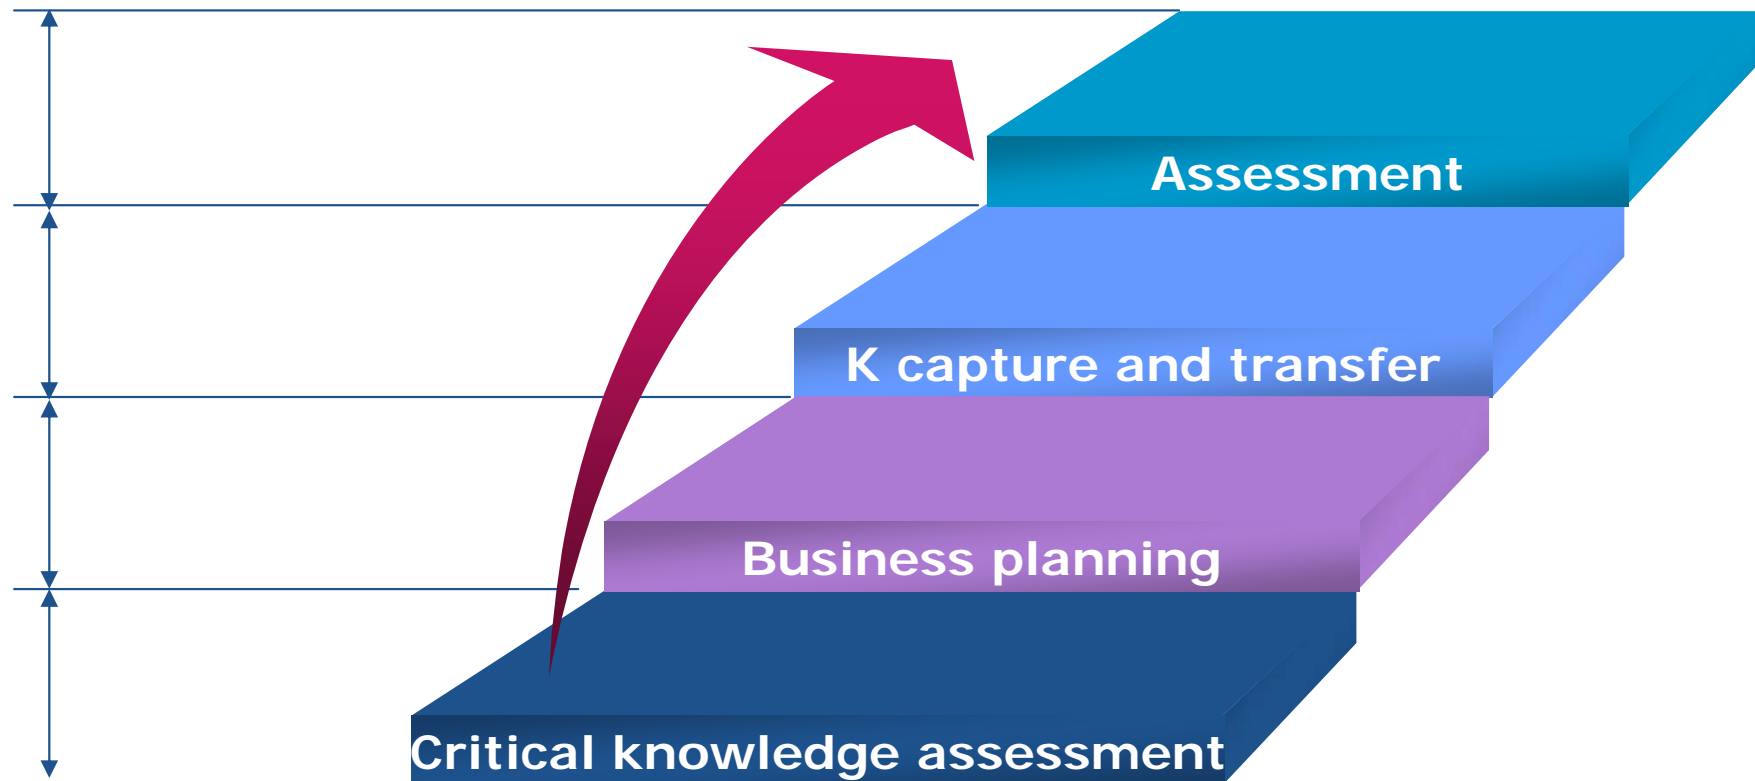 Assessment
K capture and transfer
Business planning
Critical knowledge assessment